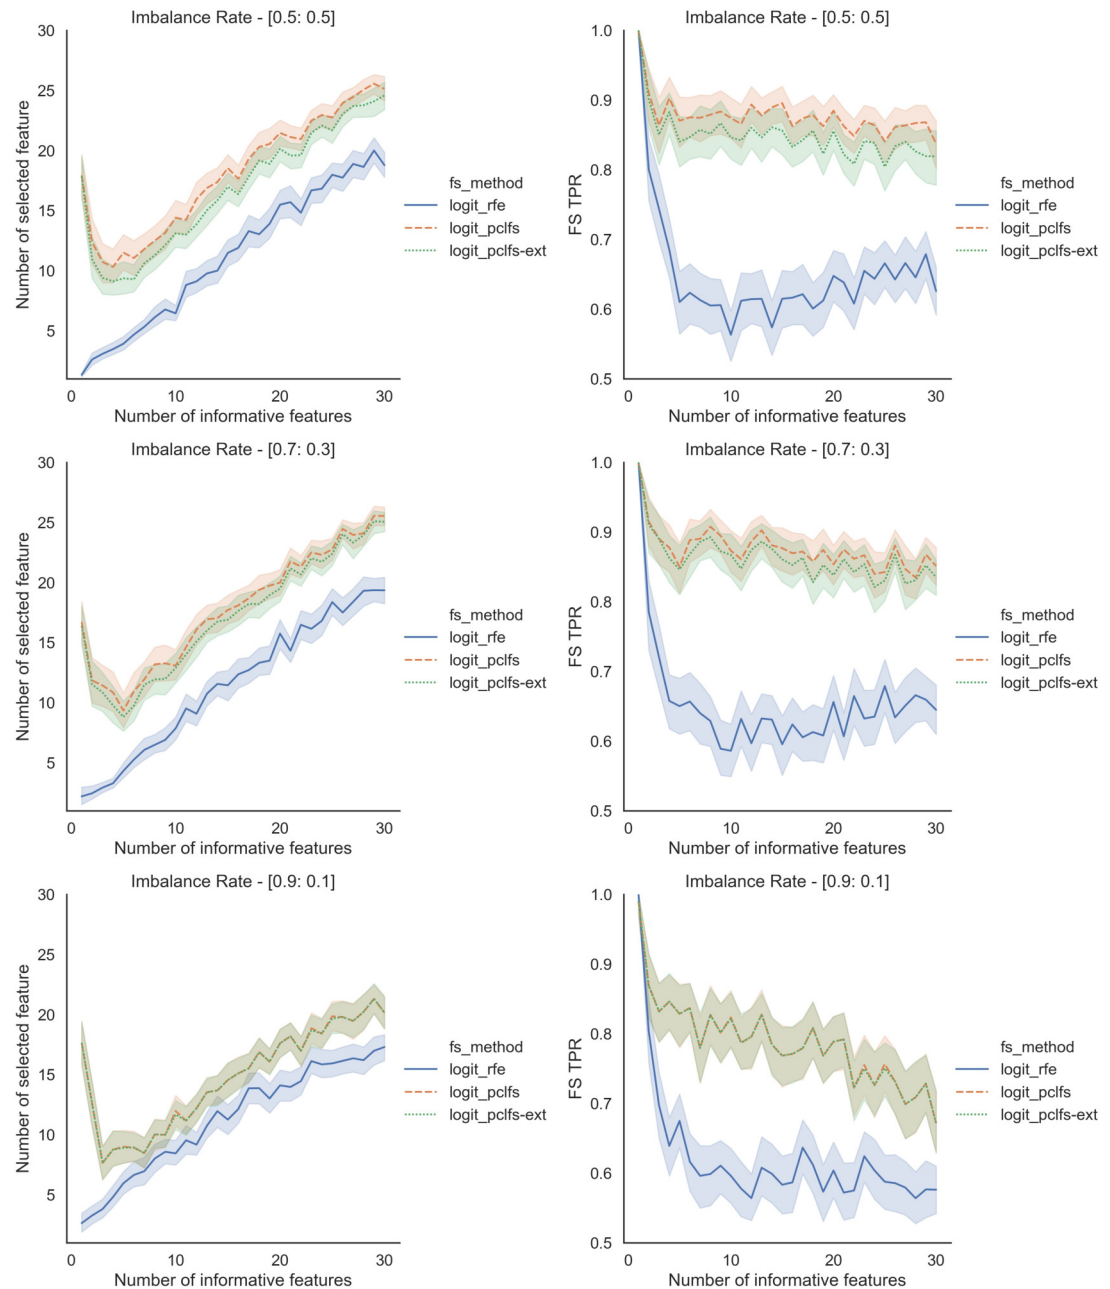 Imbalance Rate - [0.5: 0.5]
30
25
20
15
10
5
0
10
20
30
Number of selected feature
Number of informative features
fs_method
logit_rfe
logit_pclfs
logit_pclfs-ext
Imbalance Rate - [0.5: 0.5]
1.0
0.9
0.8
0.7
0.6
0.5
0
10
20
30
FS TPR
Number of informative features
fs_method
logit_rfe
logit_pclfs
logit_pclfs-ext
Imbalance Rate - [0.7: 0.3]
30
25
20
15
10
5
0
10
20
30
Number of selected feature
Number of informative features
fs_method
logit_rfe
logit_pclfs
logit_pclfs-ext
Imbalance Rate - [0.7: 0.3]
1.0
0.9
0.8
0.7
0.6
0.5
0
10
20
30
FS TPR
Number of informative features
fs_method
logit_rfe
logit_pclfs
logit_pclfs-ext
Imbalance Rate - [0.9: 0.1]
30
25
20
15
10
5
0
10
20
30
Number of selected feature
Number of informative features
fs_method
logit_rfe
logit_pclfs
logit_pclfs-ext
Imbalance Rate - [0.9: 0.1]
1.0
0.9
0.8
0.7
0.6
0.5
0
10
20
30
FS TPR
Number of informative features
fs_method
logit_rfe
logit_pclfs
logit_pclfs-ext